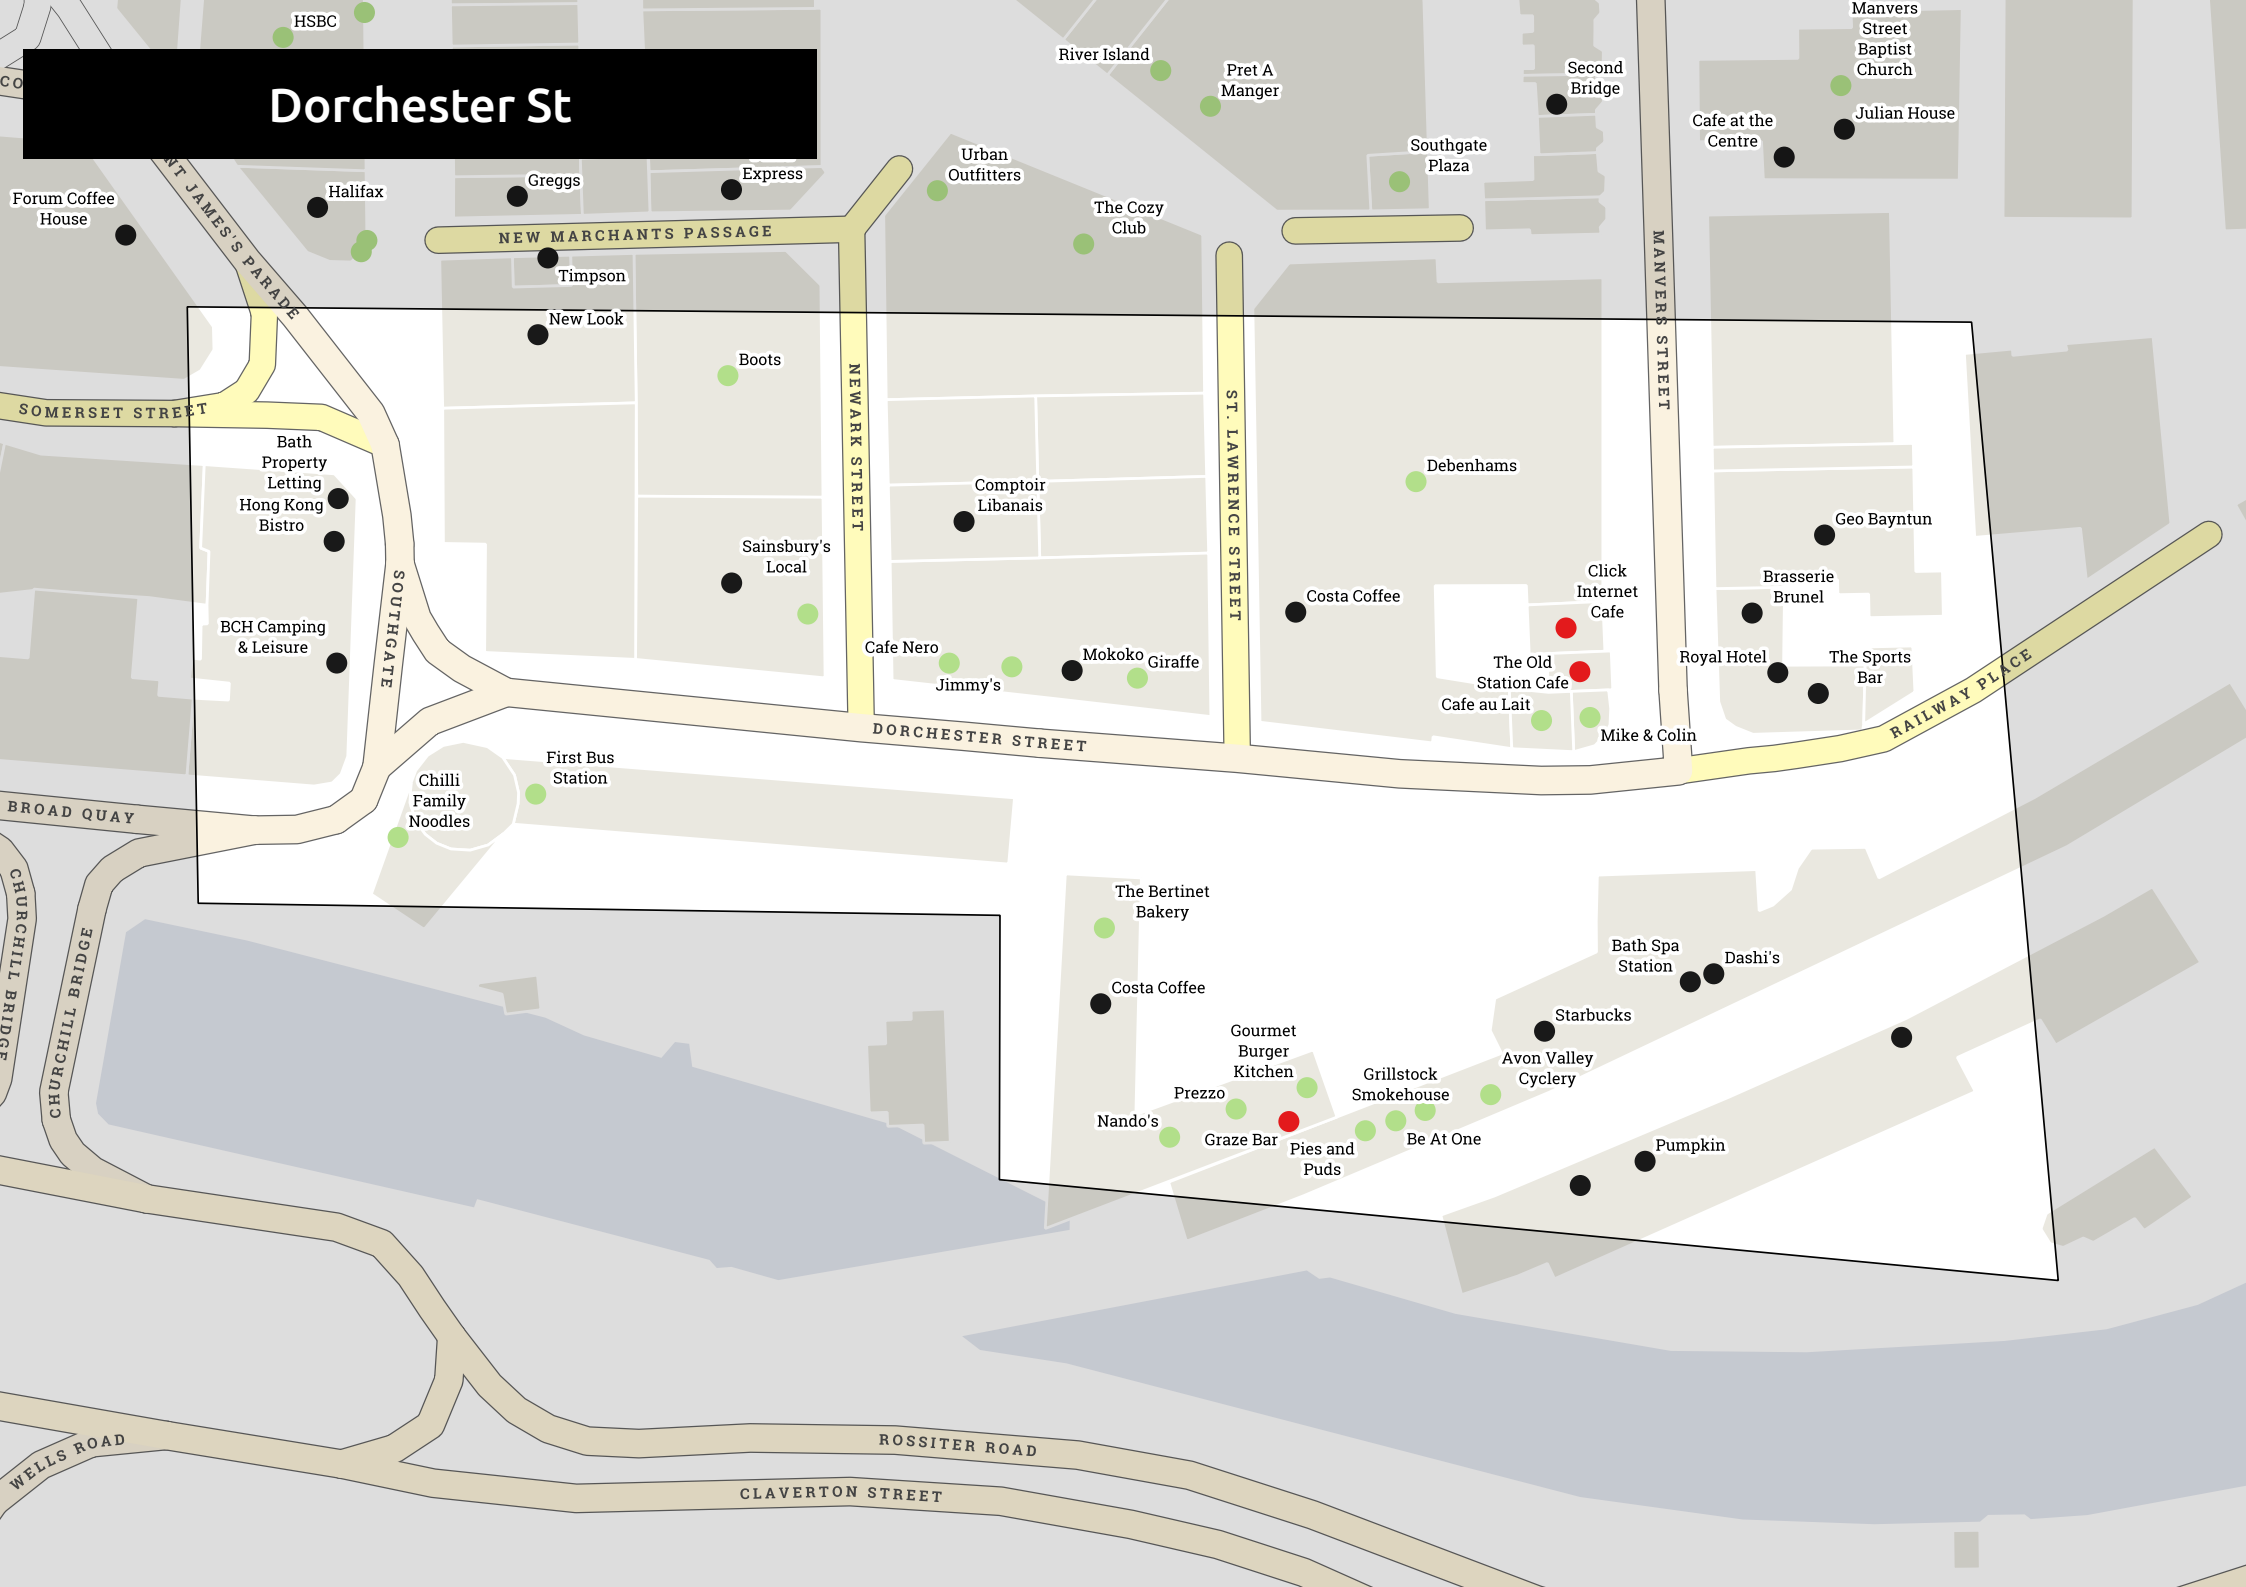 HSBC
Dorchester St
CO
River Island
Pret A
Manger
Second
Bridge
Manvers
Street
Baptist
Church
Julian House
Cafe at the
Centre
Southgate
Plaza
Urban
Outfitters
The Cozy
Club
Express
Greggs
Halifax
Forum Coffee
House
NT JAMES'S PARADE
NEW MARCHANTS PASSAGE
Timpson
New Look
Boots
MANVERS STREET
NEWARK STREET
ST. LAWRENCE STREET
SOMERSET STREET
Bath
Property
Letting
Hong Kong
Bistro
BCH Camping
& Leisure
SOUTHGATE
Sainsbury's
Local
Comptoir
Libanais
Debenhams
Costa Coffee
Click
Internet
Cafe
Geo Bayntun
Brasserie
Brunel
Royal Hotel
The Sports
Bar
Cafe Nero
Jimmy's
Mokoko
Giraffe
The Old
Station Cafe
Cafe au Lait
Mike & Colin
RAILWAY PLACE
DORCHESTER STREET
First Bus
Station
Chilli
Family
Noodles
BROAD QUAY
CHURCHILL BRIDGE
CHURCHILL BRIDGE
The Bertinet
Bakery
Costa Coffee
Bath Spa
Station
Dashi's
Starbucks
Gourmet
Burger
Kitchen
Avon Valley
Cyclery
Grillstock
Smokehouse
Prezzo
Nando's
Graze Bar
Pies and
Puds
Be At One
Pumpkin
WELLS ROAD
ROSSITER ROAD
CLAVERTON STREET